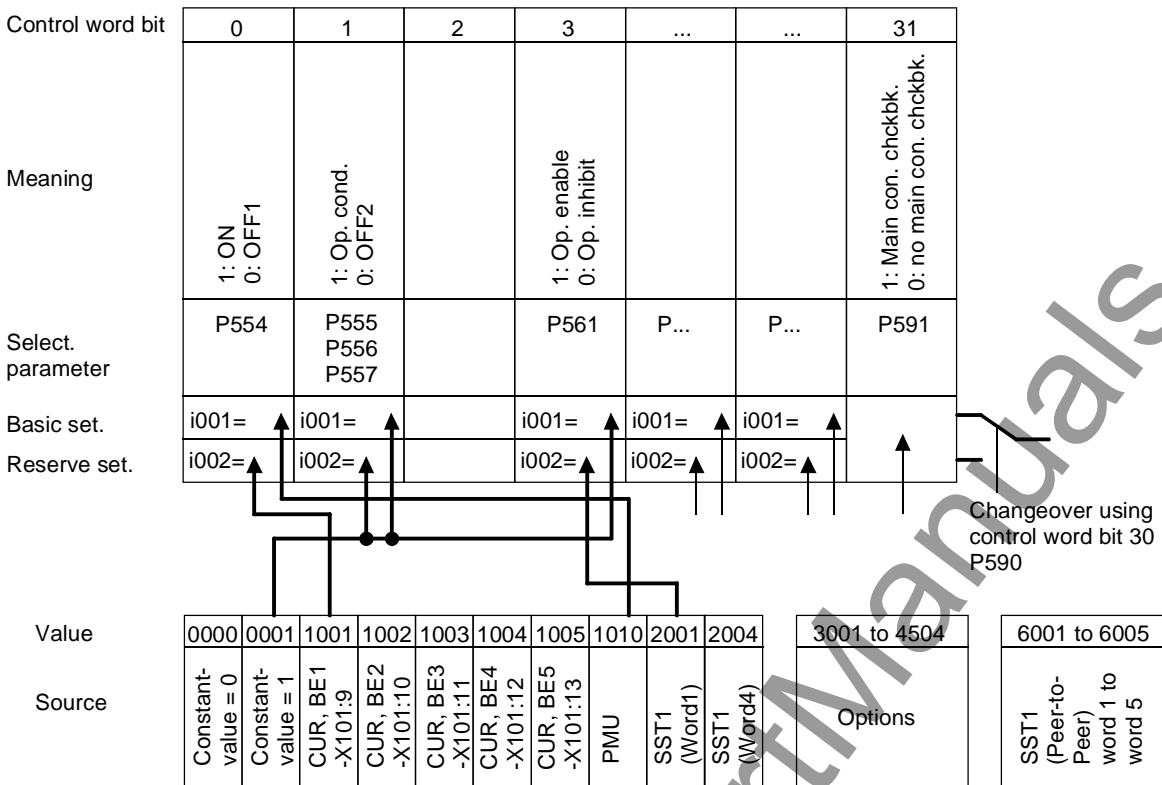 Control word bit 0 1 2 3 ... ... 31
Meaning
1: ON
0: OFF1
1: Op. cond.
0: OFF2
1: Op. enable
0: Op. inhibit
1: Main con. chckbk.
0: no main con. chckbk.
Select.
parameter
P554
P555
P556
P557
P561
P...
P...
P591
Basic set. i001= i001= i001= i001= i001=
Reserve set. i002= i002= i002= i002= i002=
Changeover using
control word bit 30
P590
Value 0000 0001 1001 1002 1003 1004 1005 1010 2001 2004 3001 to 4504 6001 to 6005
Source
Constant-
value = 0
Constant-
value = 1
CUR, BE1
-X101:9
CUR, BE2
-X101:10
CUR, BE3
-X101:11
CUR, BE4
-X101:12
CUR, BE5
-X101:13
PMU
SST1
(Word1)
SST1
(Word4)
Options
SST1
(Peer-to-
Peer)
word 1 to
word 5
rtManuals